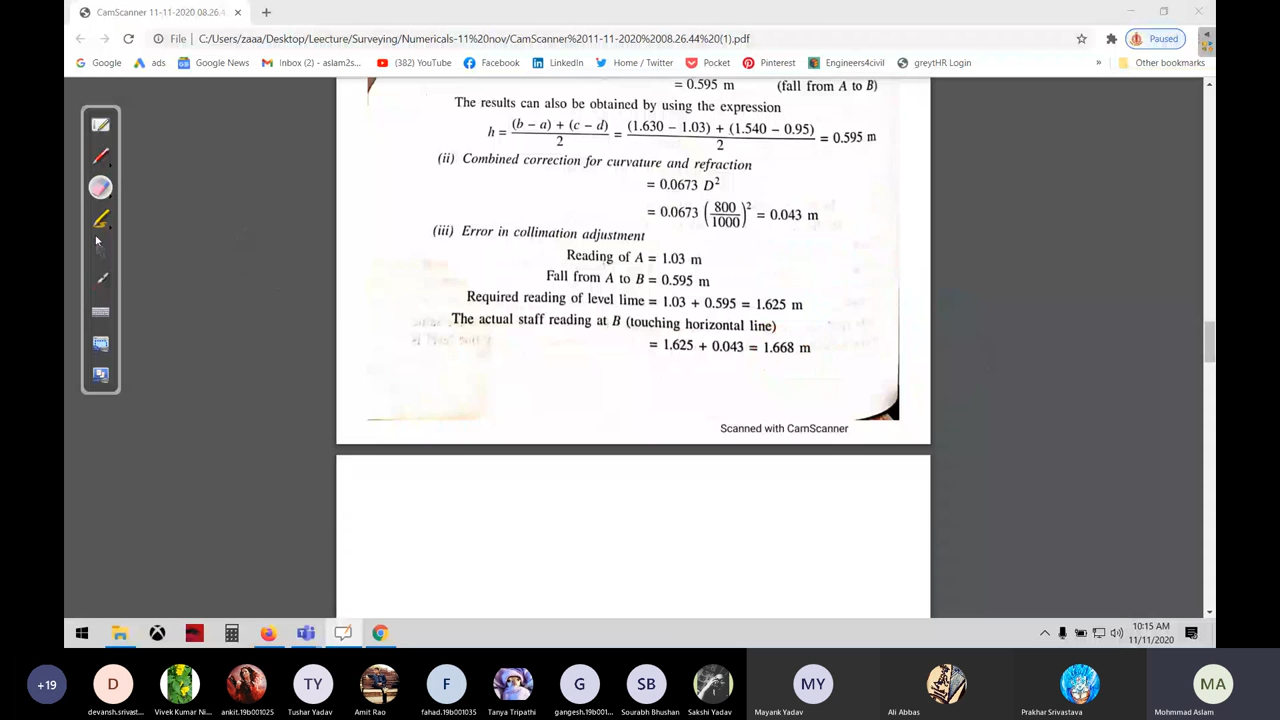 CamScanner 11-11-2020 08.26.4
File C:/Users/zaaa/Desktop/Leecture/Surveying/Numericals-11%20nov/CamScanner%2011-11-2020%2008.26.44%20(1).pdf
Paused
Google ads Google News Inbox (2) - aslam2s... (382) YouTube Facebook LinkedIn Home / Twitter Pocket Pinterest Engineers4civil greytHR Login » Other bookmarks
= 0.595 m (fall from A to B)
The results can also be obtained by using the expression
h = (b − a) + (c − d) / 2 = (1.630 − 1.03) + (1.540 − 0.95) / 2 = 0.595 m
(ii) Combined correction for curvature and refraction
= 0.0673 D²
= 0.0673 (800/1000)² = 0.043 m
(iii) Error in collimation adjustment
Reading of A = 1.03 m
Fall from A to B = 0.595 m
Required reading of level lime = 1.03 + 0.595 = 1.625 m
The actual staff reading at B (touching horizontal line)
= 1.625 + 0.043 = 1.668 m
Scanned with CamScanner
10:15 AM
11/11/2020
+19 D TY F G SB MY MA
devansh.srivast... Vivek Kumar Ni... ankit.19b001025 Tushar Yadav Amit Rao fahad.19b001035 Tanya Tripathi gangesh.19b001... Sourabh Bhushan Sakshi Yadav Mayank Yadav Ali Abbas Prakhar Srivastava Mohmmad Aslam